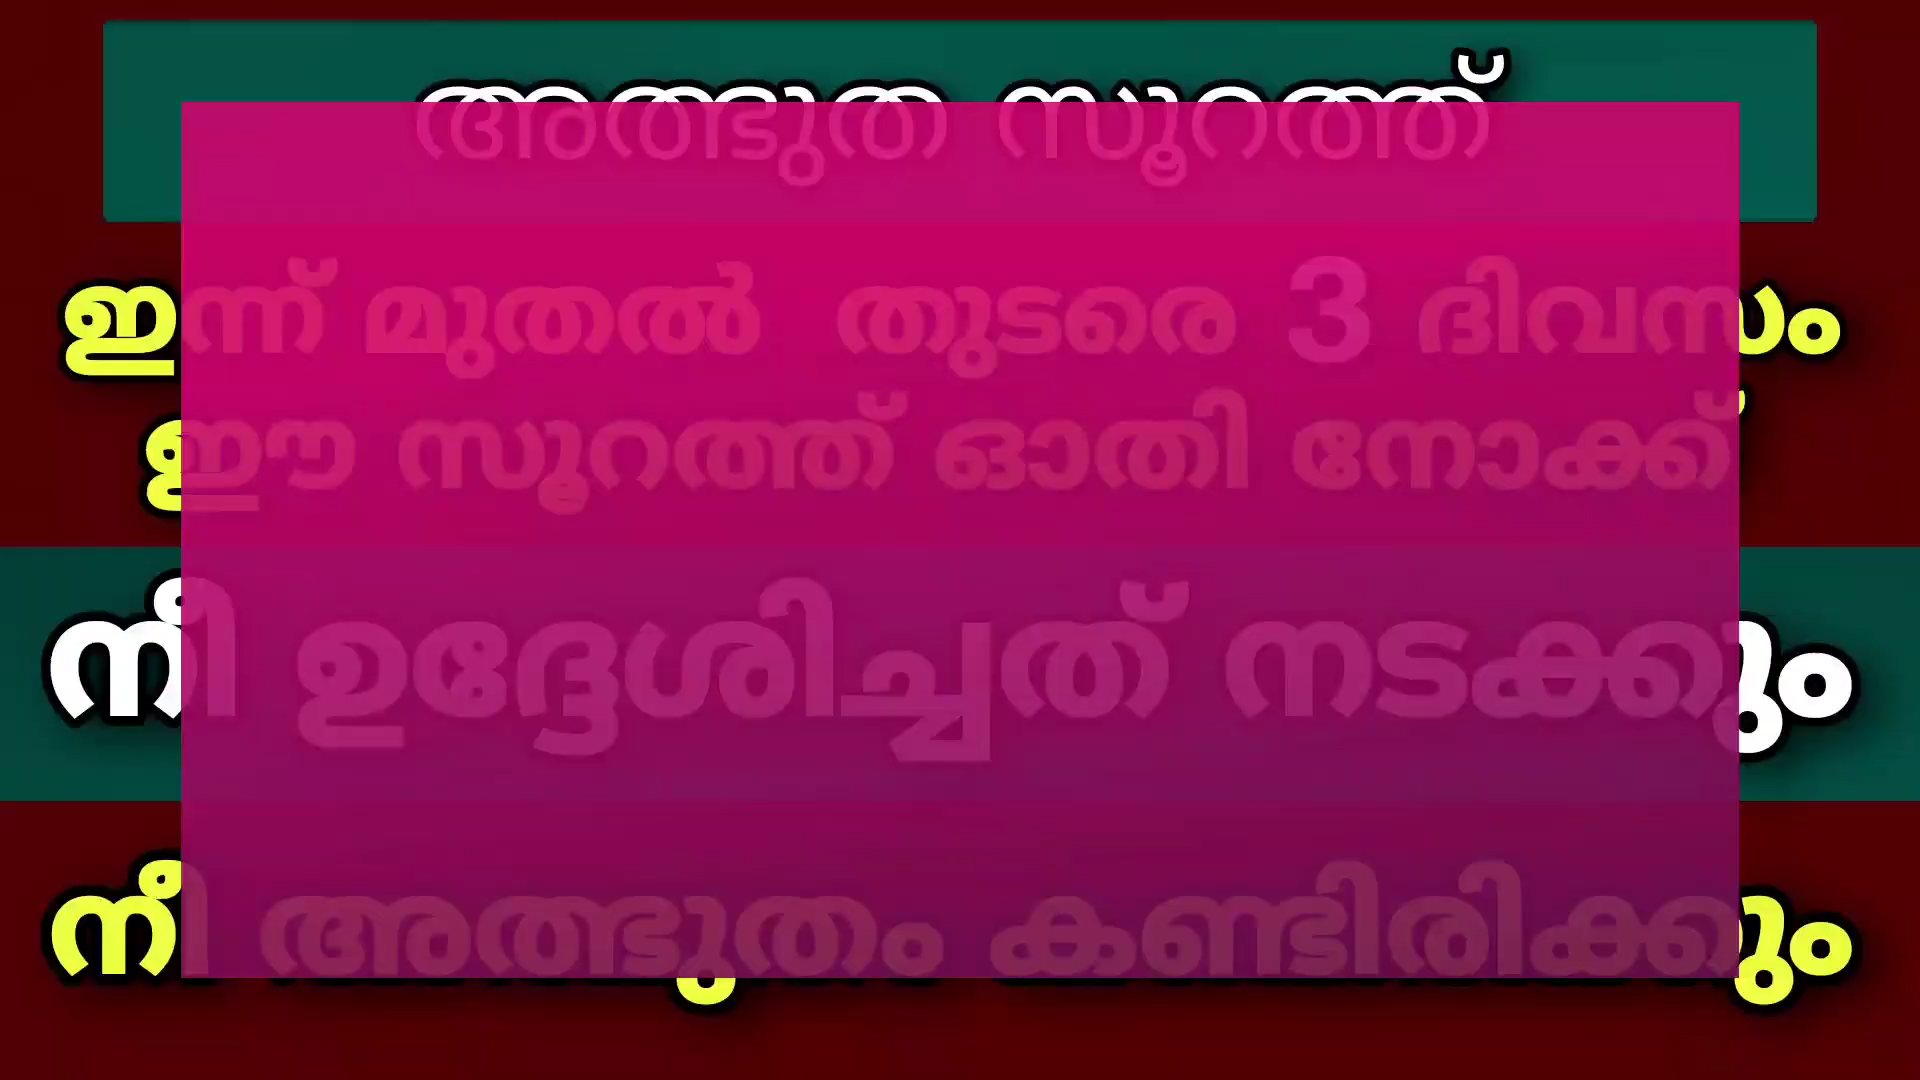 അത്ഭുത സൂറത്ത്
ഇന്ന് മുതൽ തുടരെ 3 ദിവസം
ഈ സൂറത്ത് ഓതി നോക്ക്
നീ ഉദ്ദേശിച്ചത് നടക്കും
നീ അത്ഭുതം കണ്ടിരിക്കും